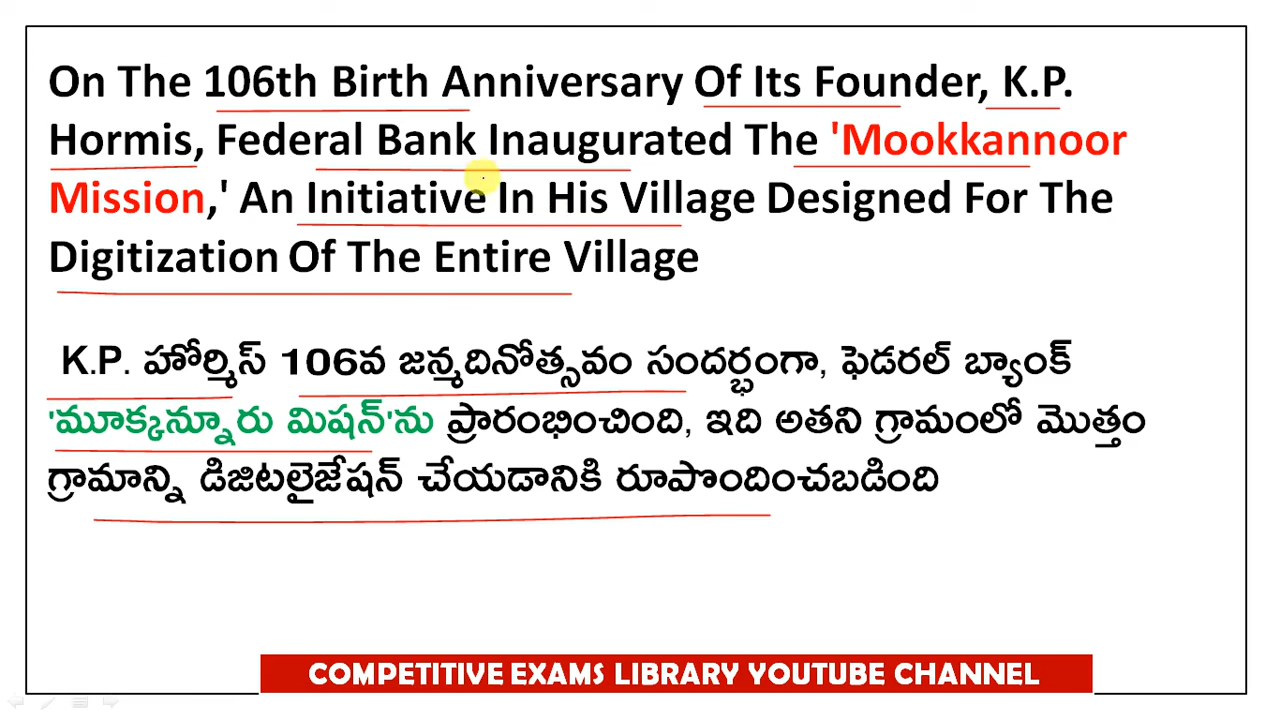 On The 106th Birth Anniversary Of Its Founder, K.P.
Hormis, Federal Bank Inaugurated The 'Mookkannoor
Mission,' An Initiative In His Village Designed For The
Digitization Of The Entire Village
K.P. హోర్మిస్ 106వ జన్మదినోత్సవం సందర్భంగా, ఫెడరల్ బ్యాంక్
'మూక్కన్నూరు మిషన్'ను ప్రారంభించింది, ఇది అతని గ్రామంలో మొత్తం
గ్రామాన్ని డిజిటలైజేషన్ చేయడానికి రూపొందించబడింది
COMPETITIVE EXAMS LIBRARY YOUTUBE CHANNEL